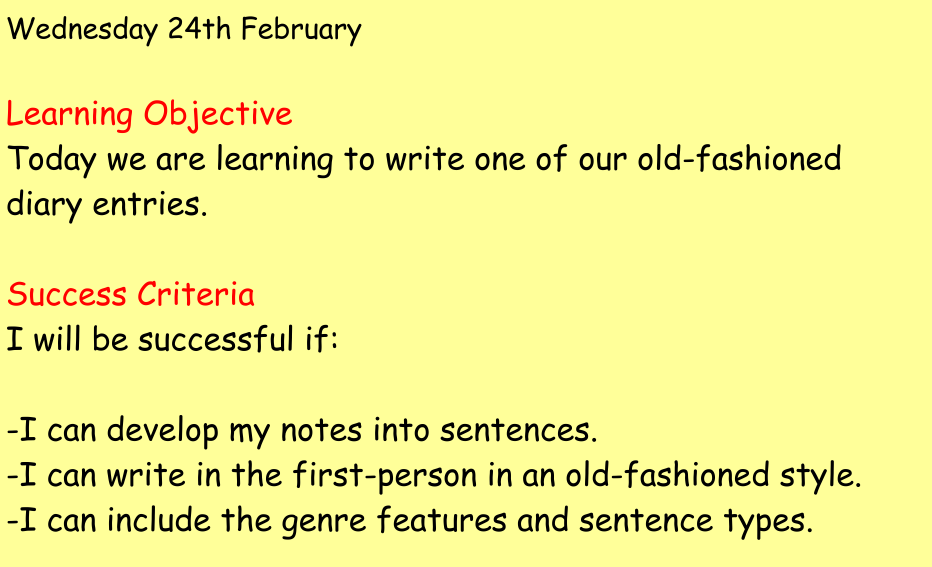 Wednesday 24th February
Learning Objective
Today we are learning to write one of our old-fashioned
diary entries.
Success Criteria
I will be successful if:
-I can develop my notes into sentences.
-I can write in the first-person in an old-fashioned style.
-I can include the genre features and sentence types.